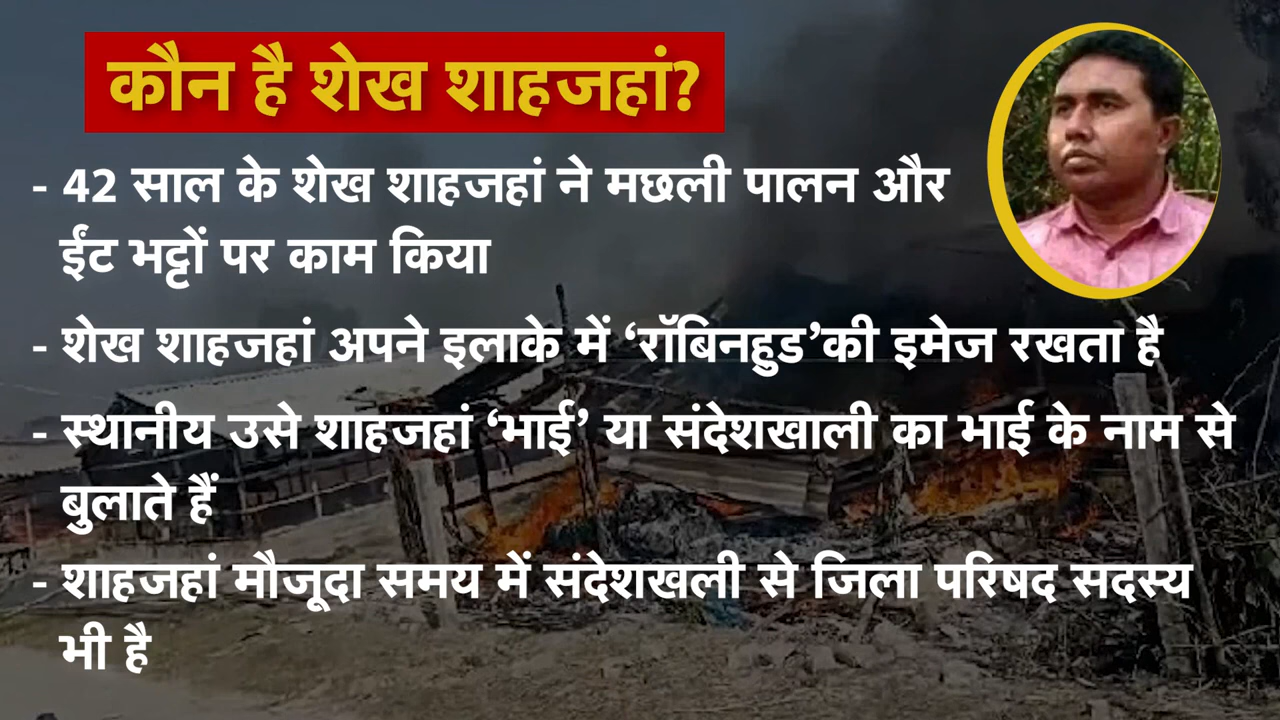 कौन है शेख शाहजहां?
- 42 साल के शेख शाहजहां ने मछली पालन और
ईंट भट्टों पर काम किया
- शेख शाहजहां अपने इलाके में ‘रॉबिनहुड’की इमेज रखता है
- स्थानीय उसे शाहजहां ‘भाई’ या संदेशखाली का भाई के नाम से
बुलाते हैं
- शाहजहां मौजूदा समय में संदेशखली से जिला परिषद सदस्य
भी है